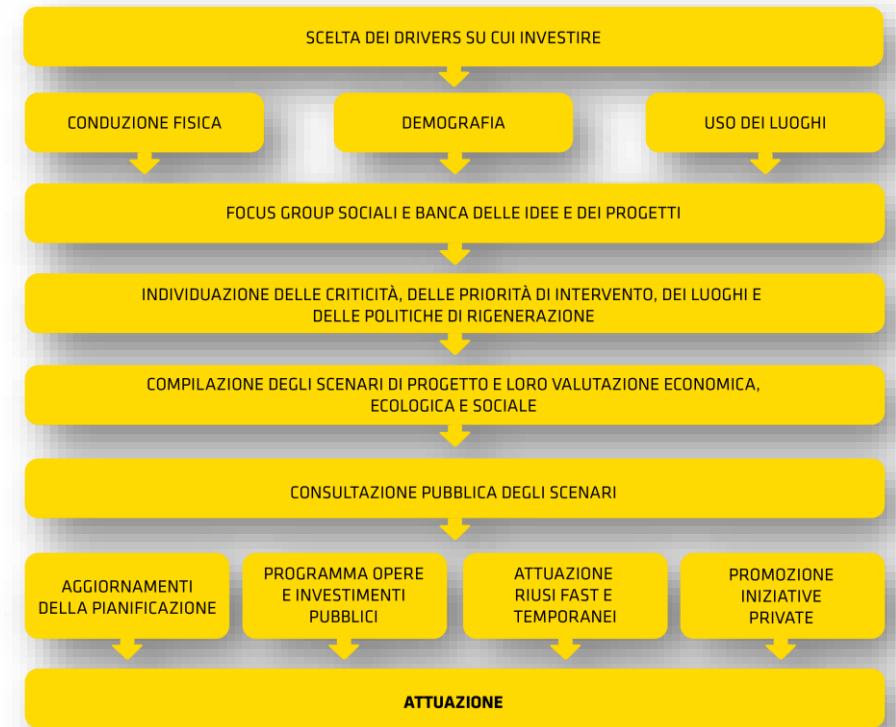 SCELTA DEI DRIVERS SU CUI INVESTIRE
CONDUZIONE FISICA
DEMOGRAFIA
USO DEI LUOGHI
FOCUS GROUP SOCIALI E BANCA DELLE IDEE E DEI PROGETTI
INDIVIDUAZIONE DELLE CRITICITÀ, DELLE PRIORITÀ DI INTERVENTO, DEI LUOGHI E
DELLE POLITICHE DI RIGENERAZIONE
COMPILAZIONE DEGLI SCENARI DI PROGETTO E LORO VALUTAZIONE ECONOMICA,
ECOLOGICA E SOCIALE
CONSULTAZIONE PUBBLICA DEGLI SCENARI
AGGIORNAMENTI
DELLA PIANIFICAZIONE
PROGRAMMA OPERE
E INVESTIMENTI
PUBBLICI
ATTUAZIONE
RIUSI FAST E
TEMPORANEI
PROMOZIONE
INIZIATIVE
PRIVATE
ATTUAZIONE